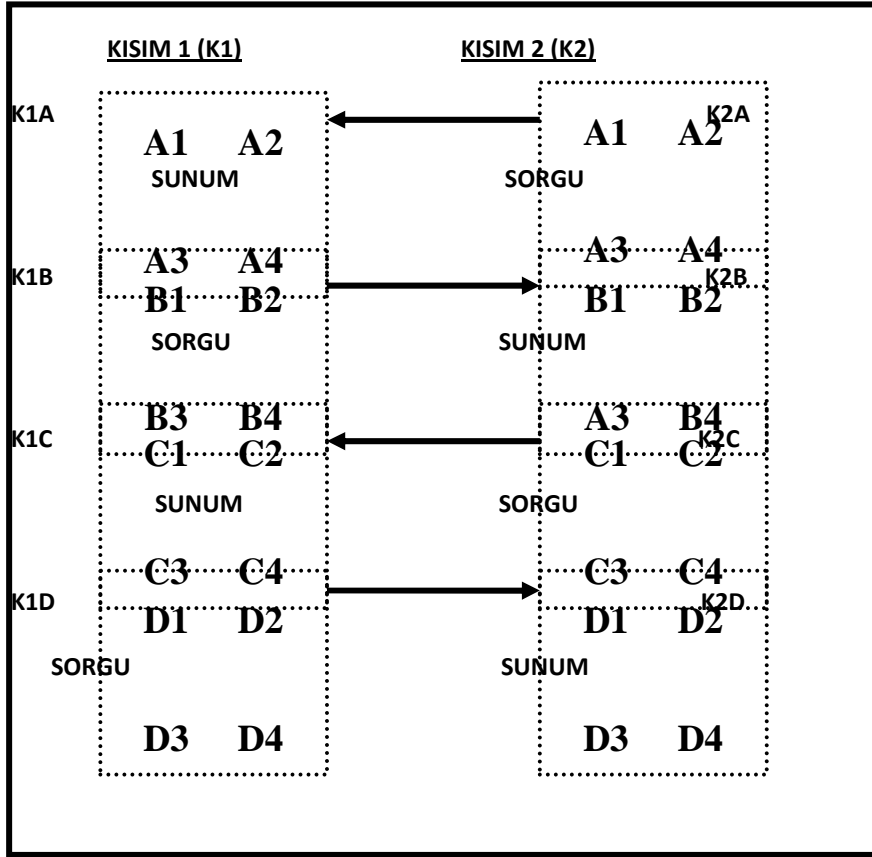 KISIM 1 (K1) KISIM 2 (K2)
K1A K2A
A1 A2 A1 A2
SUNUM SORGU
A3 A4 A3 A4
K1B K2B
B1 B2 B1 B2
SORGU SUNUM
B3 B4 A3 B4
K1C K2C
C1 C2 C1 C2
SUNUM SORGU
C3 C4 C3 C4
K1D K2D
D1 D2 D1 D2
SORGU SUNUM
D3 D4 D3 D4